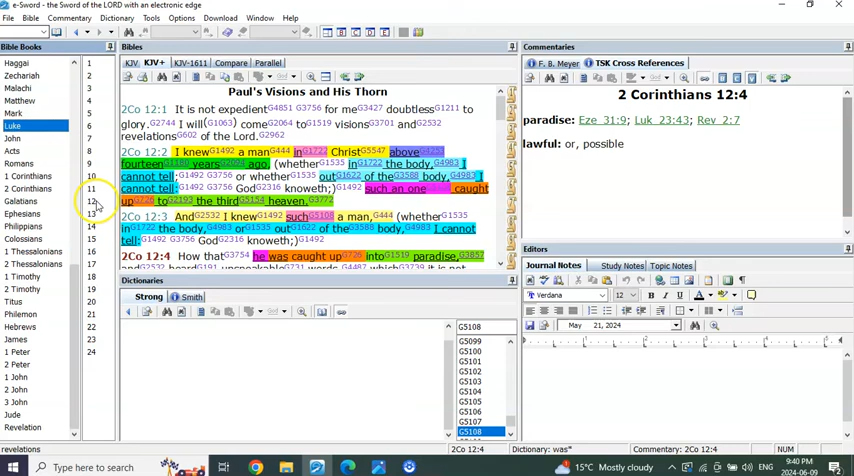 e-Sword - the Sword of the LORD with an electronic edge
File Bible Commentary Dictionary Tools Options Download Window Help
Bible Books
Haggai
Zechariah
Malachi
Matthew
Mark
Luke
John
Acts
Romans
1 Corinthians
2 Corinthians
Galatians
Ephesians
Philippians
Colossians
1 Thessalonians
2 Thessalonians
1 Timothy
2 Timothy
Titus
Philemon
Hebrews
James
1 Peter
2 Peter
1 John
2 John
3 John
Jude
Revelation
1
2
3
4
5
6
7
8
9
10
11
12
13
14
15
16
17
18
19
20
21
22
23
24
Bibles
KJV KJV+ KJV-1611 Compare Parallel
Paul's Visions and His Thorn
2Co 12:1 It is not expedient G4851 G3756 for me G3427 doubtless G1211 to
glory. G2744 I will (G1063) come G2064 to G1519 visions G3701 and G2532
revelations G602 of the Lord. G2962
2Co 12:2 I knew G1492 a man G444 in G1722 Christ G5547 above G4253
fourteen G1180 years G2094 ago, (whether G1535 in G1722 the body, G4983 I
cannot tell; G3756 G1492 or whether G1535 out G1622 of the G3588 body, G4983 I
cannot tell: G1492 G3756 God G2316 knoweth;) G1492 such an one G5108 caught
up G726 to G2193 the third G5154 heaven. G3772
2Co 12:3 And G2532 I knew G1492 such G5108 a man, G444 (whether G1535
in G1722 the body, G4983 or G1535 out G1622 of the G3588 body, G4983 I cannot
tell: G1492 G3756 God G2316 knoweth;) G1492
2Co 12:4 How that G3754 he was caught up G726 into G1519 paradise, G3857
Dictionaries
Strong Smith
G5108
G5099
G5100
G5101
G5102
G5103
G5104
G5105
G5106
G5107
G5108
Commentaries
F. B. Meyer TSK Cross References
2 Corinthians 12:4
paradise: Eze 31:9; Luk 23:43; Rev 2:7
lawful: or, possible
Editors
Journal Notes Study Notes Topic Notes
Verdana 12 B I U A
May 21, 2024
revelations
2Co 12:4 Dictionary: was* Commentary: 2Co 12:4 NUM
Type here to search
15°C Mostly cloudy
ENG
9:40 PM
2024-06-09